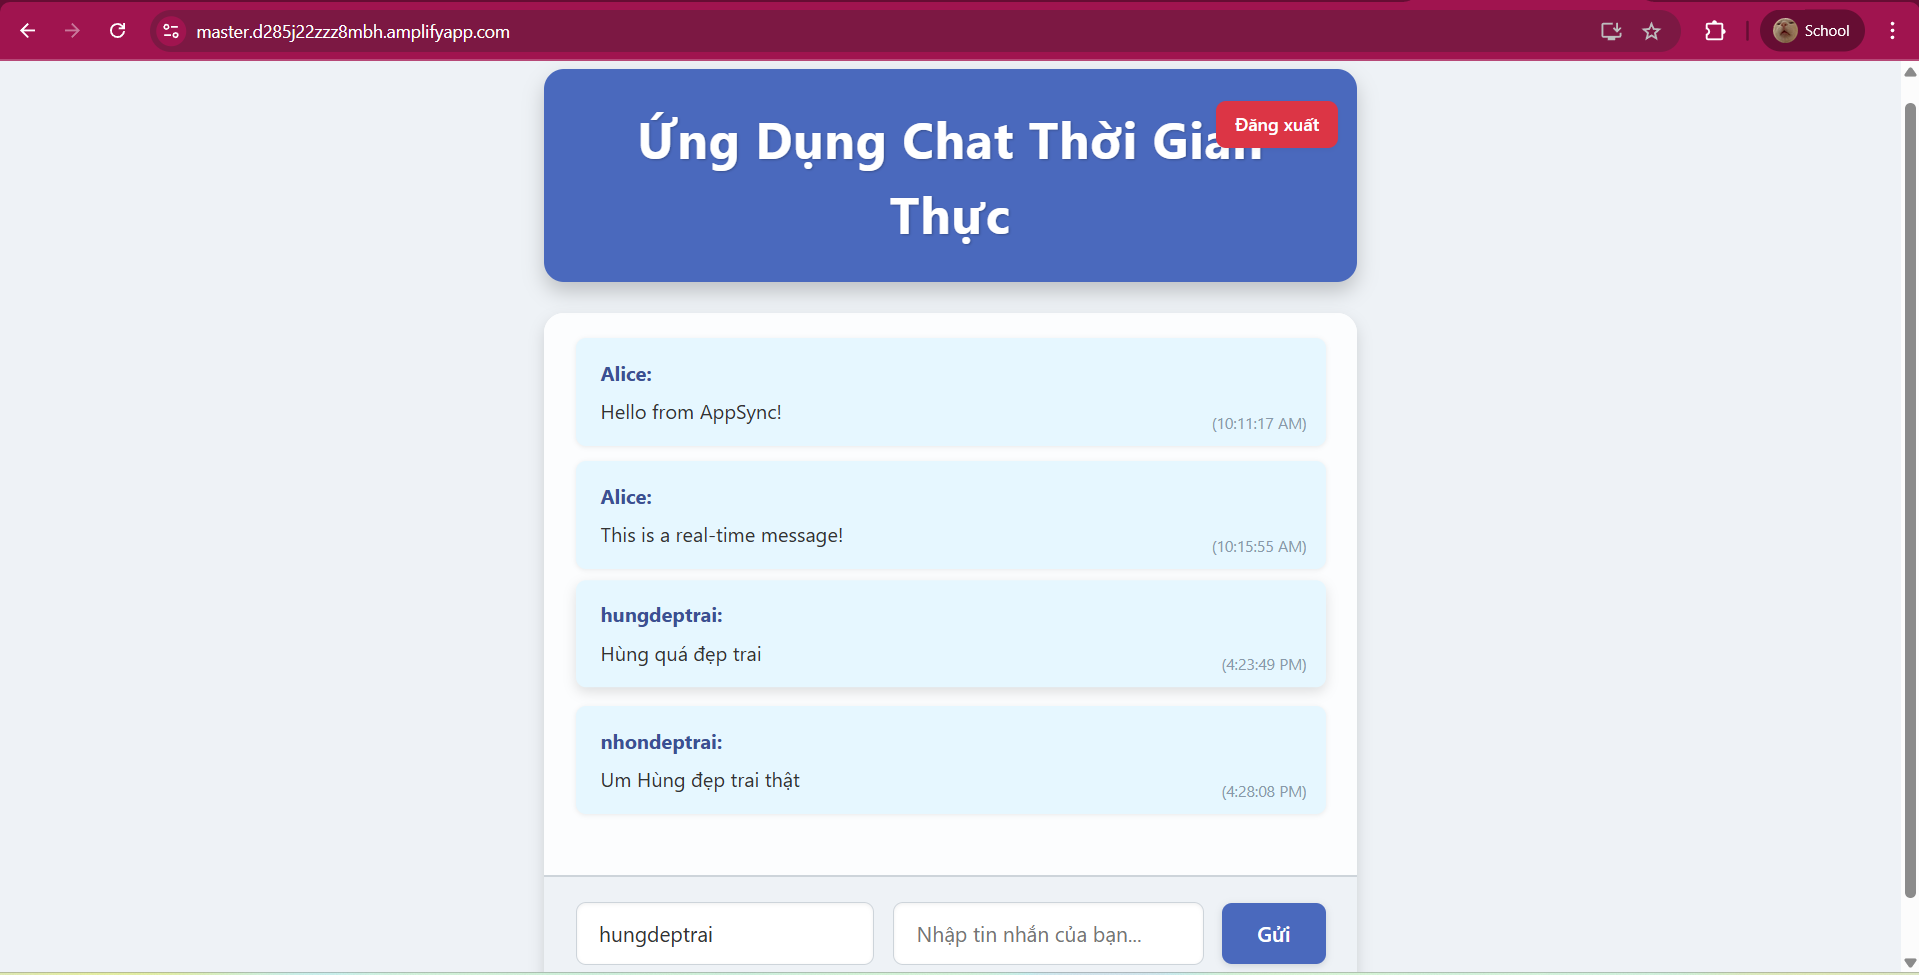 master.d285j22zzz8mbh.amplifyapp.com
School
Ứng Dụng Chat Thời Gian
Đăng xuất
Thực
Alice:
Hello from AppSync!
(10:11:17 AM)
Alice:
This is a real-time message!
(10:15:55 AM)
hungdeptrai:
Hùng quá đẹp trai
(4:23:49 PM)
nhondeptrai:
Um Hùng đẹp trai thật
(4:28:08 PM)
hungdeptrai
Nhập tin nhắn của bạn...
Gửi